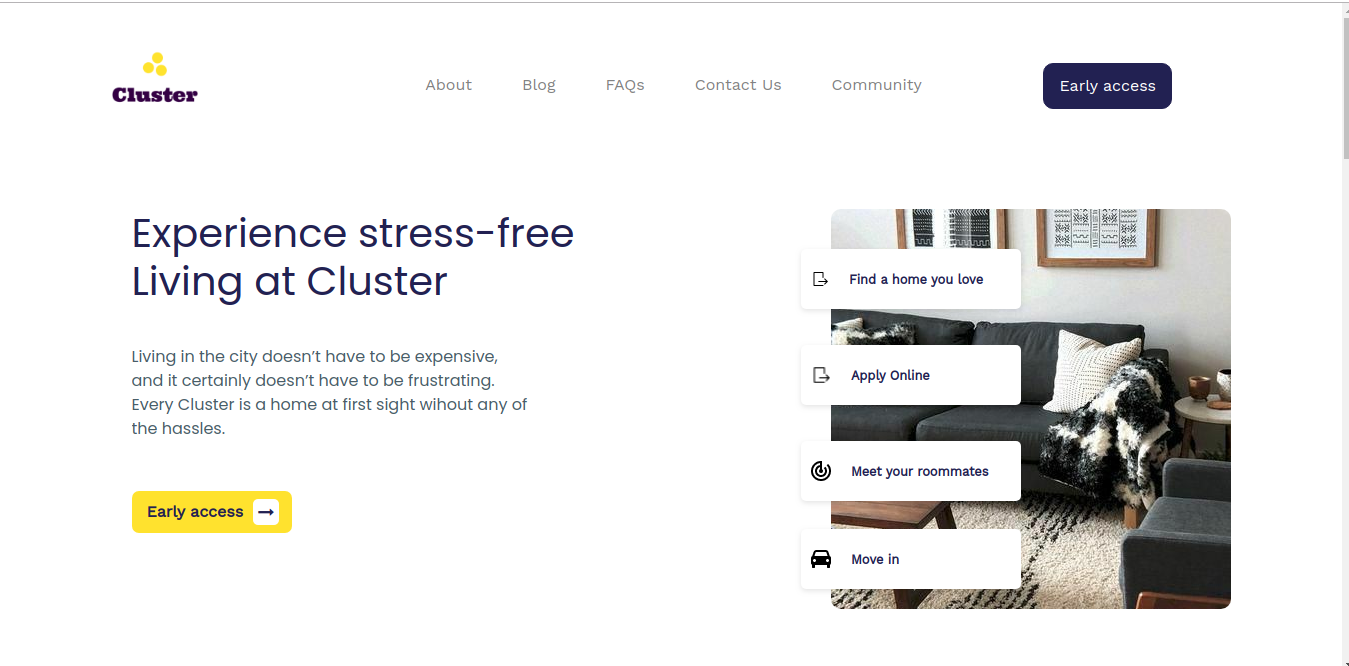 Cluster
About Blog FAQs Contact Us Community
Early access
Experience stress-free
Living at Cluster
Living in the city doesn’t have to be expensive,
and it certainly doesn’t have to be frustrating.
Every Cluster is a home at first sight wihout any of
the hassles.
Early access
Find a home you love
Apply Online
Meet your roommates
Move in